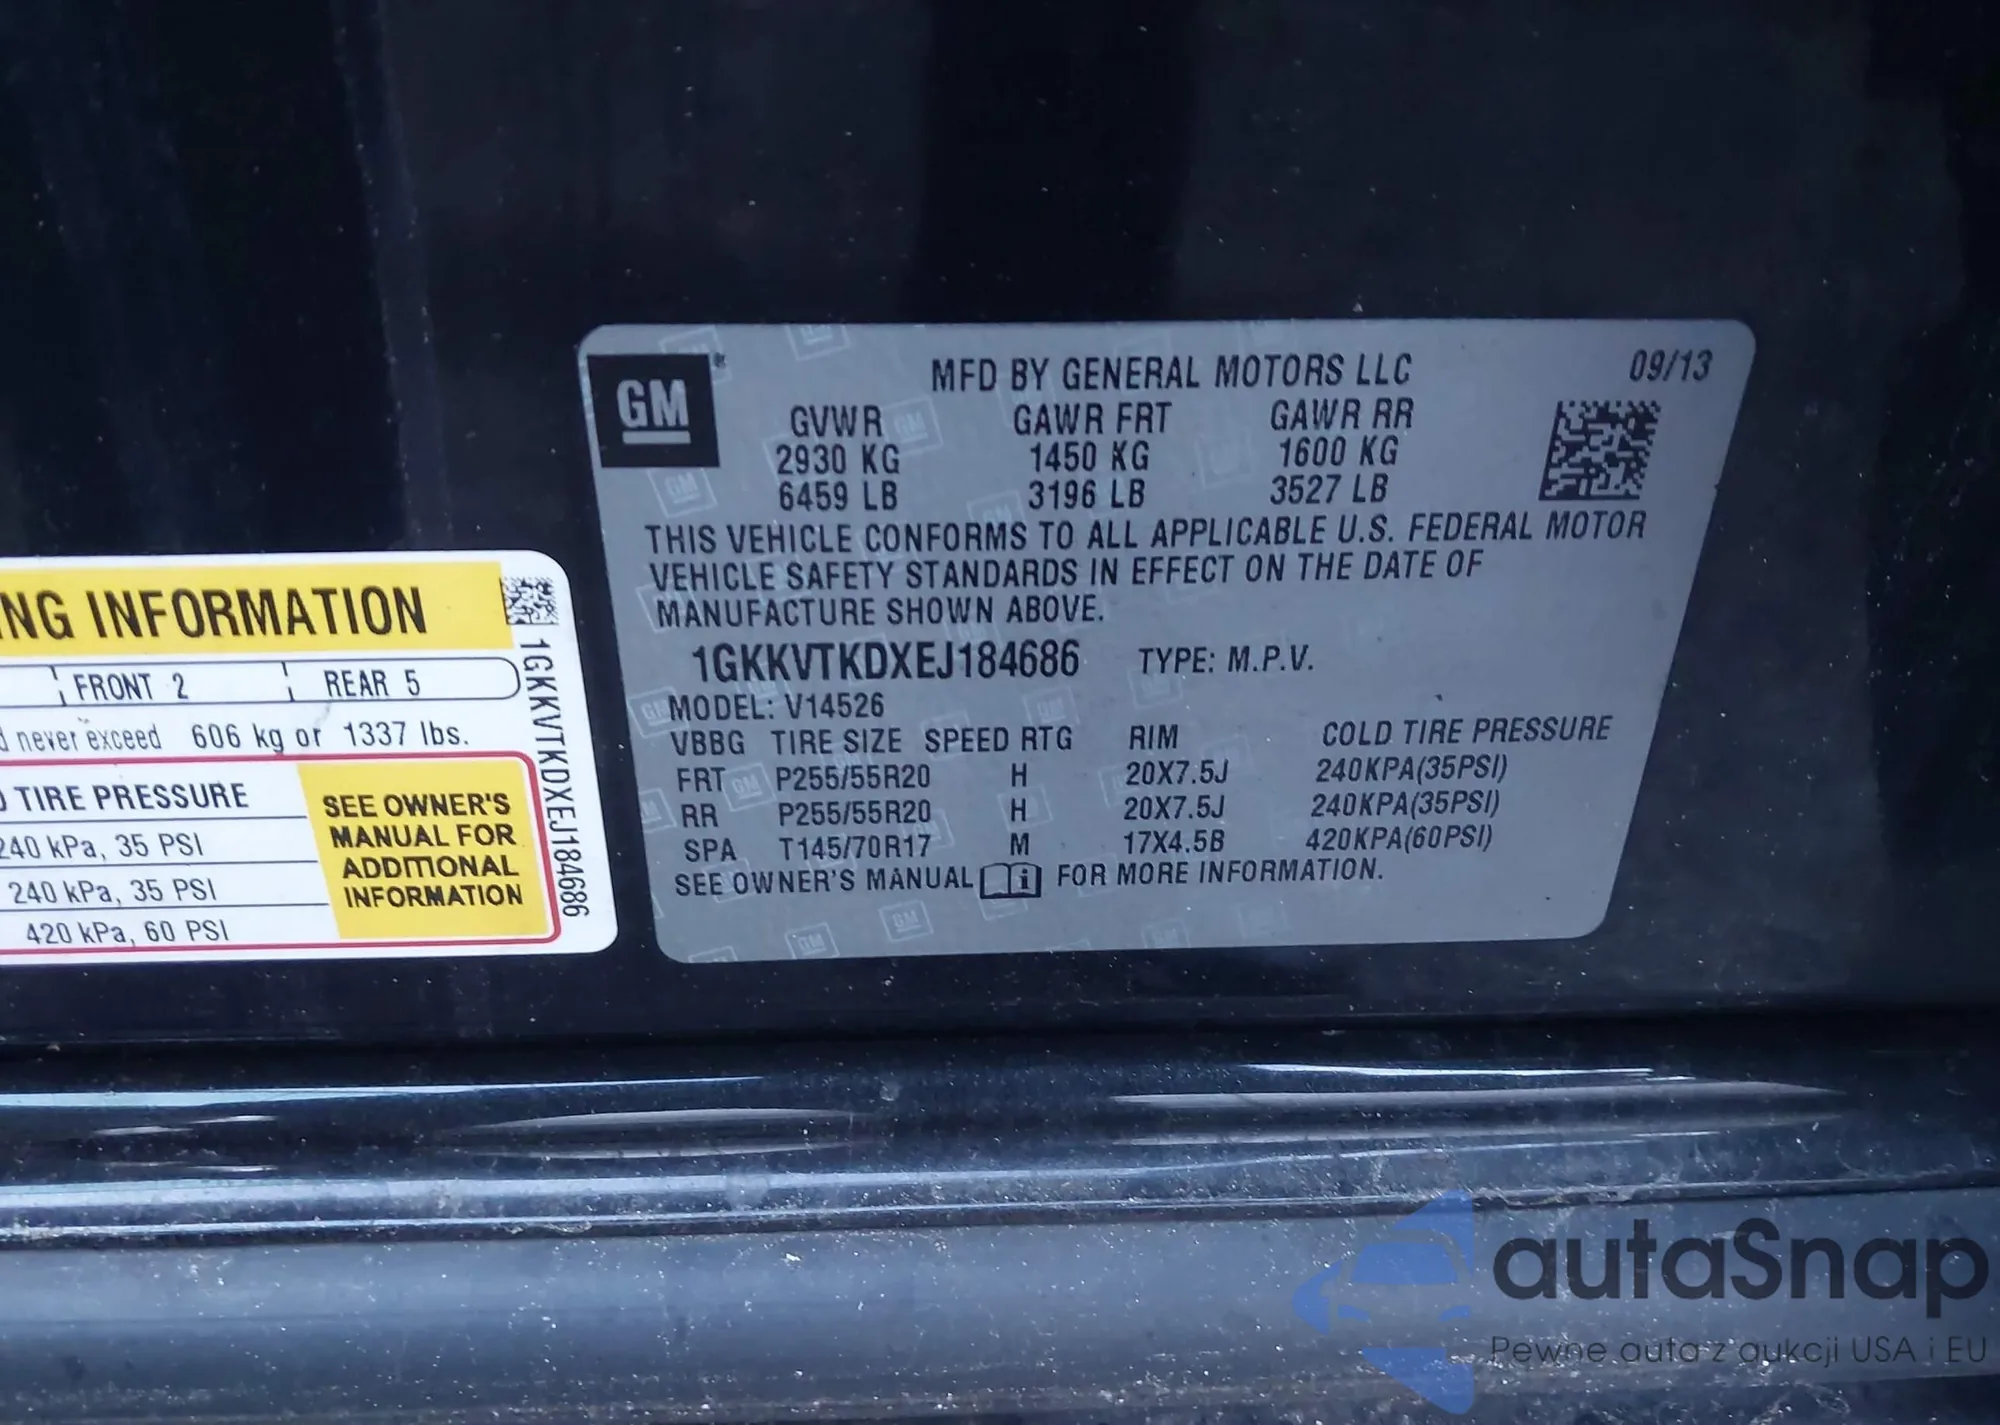 GM
MFD BY GENERAL MOTORS LLC 09/13
GVWR GAWR FRT GAWR RR
2930 KG 1450 KG 1600 KG
6459 LB 3196 LB 3527 LB
THIS VEHICLE CONFORMS TO ALL APPLICABLE U.S. FEDERAL MOTOR
VEHICLE SAFETY STANDARDS IN EFFECT ON THE DATE OF
MANUFACTURE SHOWN ABOVE.
1GKKVTKDXEJ184686 TYPE: M.P.V.
MODEL: V14526
VBBG TIRE SIZE SPEED RTG RIM COLD TIRE PRESSURE
FRT P255/55R20 H 20X7.5J 240KPA(35PSI)
RR P255/55R20 H 20X7.5J 240KPA(35PSI)
SPA T145/70R17 M 17X4.5B 420KPA(60PSI)
SEE OWNER'S MANUAL i FOR MORE INFORMATION.
NG INFORMATION
FRONT 2 REAR 5
never exceed 606 kg or 1337 lbs.
TIRE PRESSURE
240 kPa, 35 PSI
240 kPa, 35 PSI
420 kPa, 60 PSI
SEE OWNER'S
MANUAL FOR
ADDITIONAL
INFORMATION
1GKKVTKDXEJ184686
autaSnap
Pewne auta z aukcji USA i EU